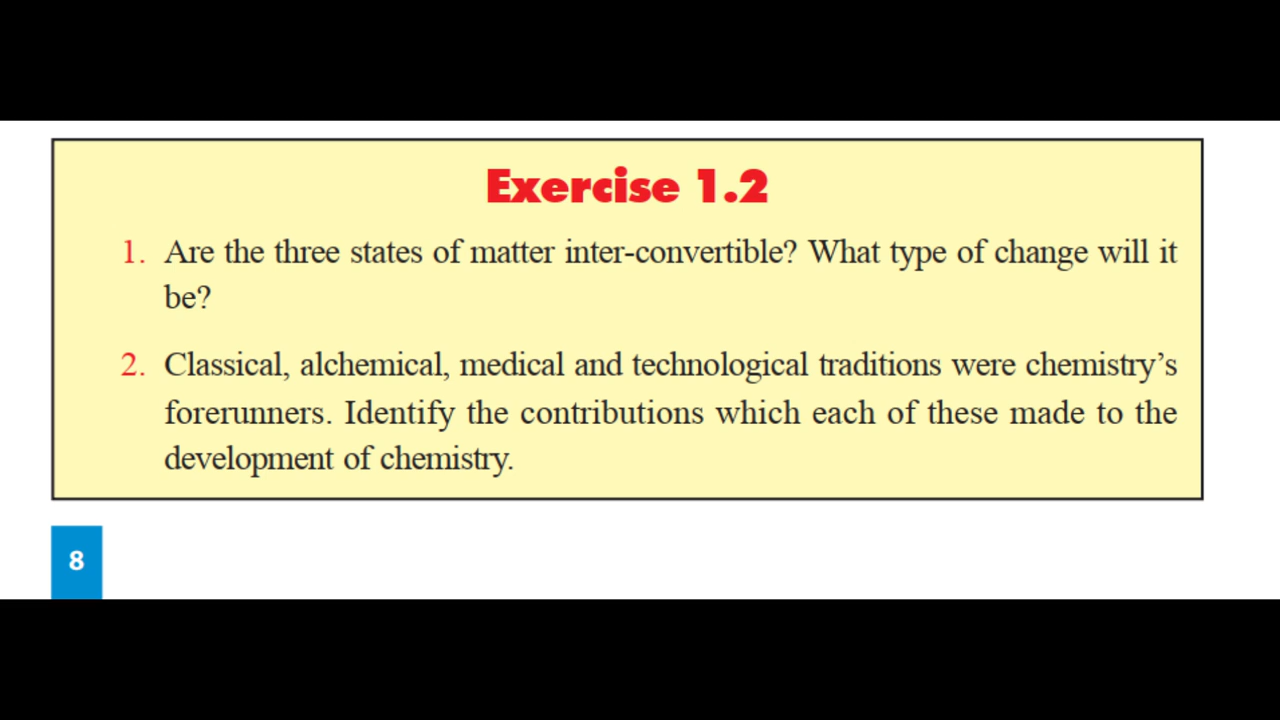 Exercise 1.2
1. Are the three states of matter inter-convertible? What type of change will it
be?
2. Classical, alchemical, medical and technological traditions were chemistry's
forerunners. Identify the contributions which each of these made to the
development of chemistry.
8